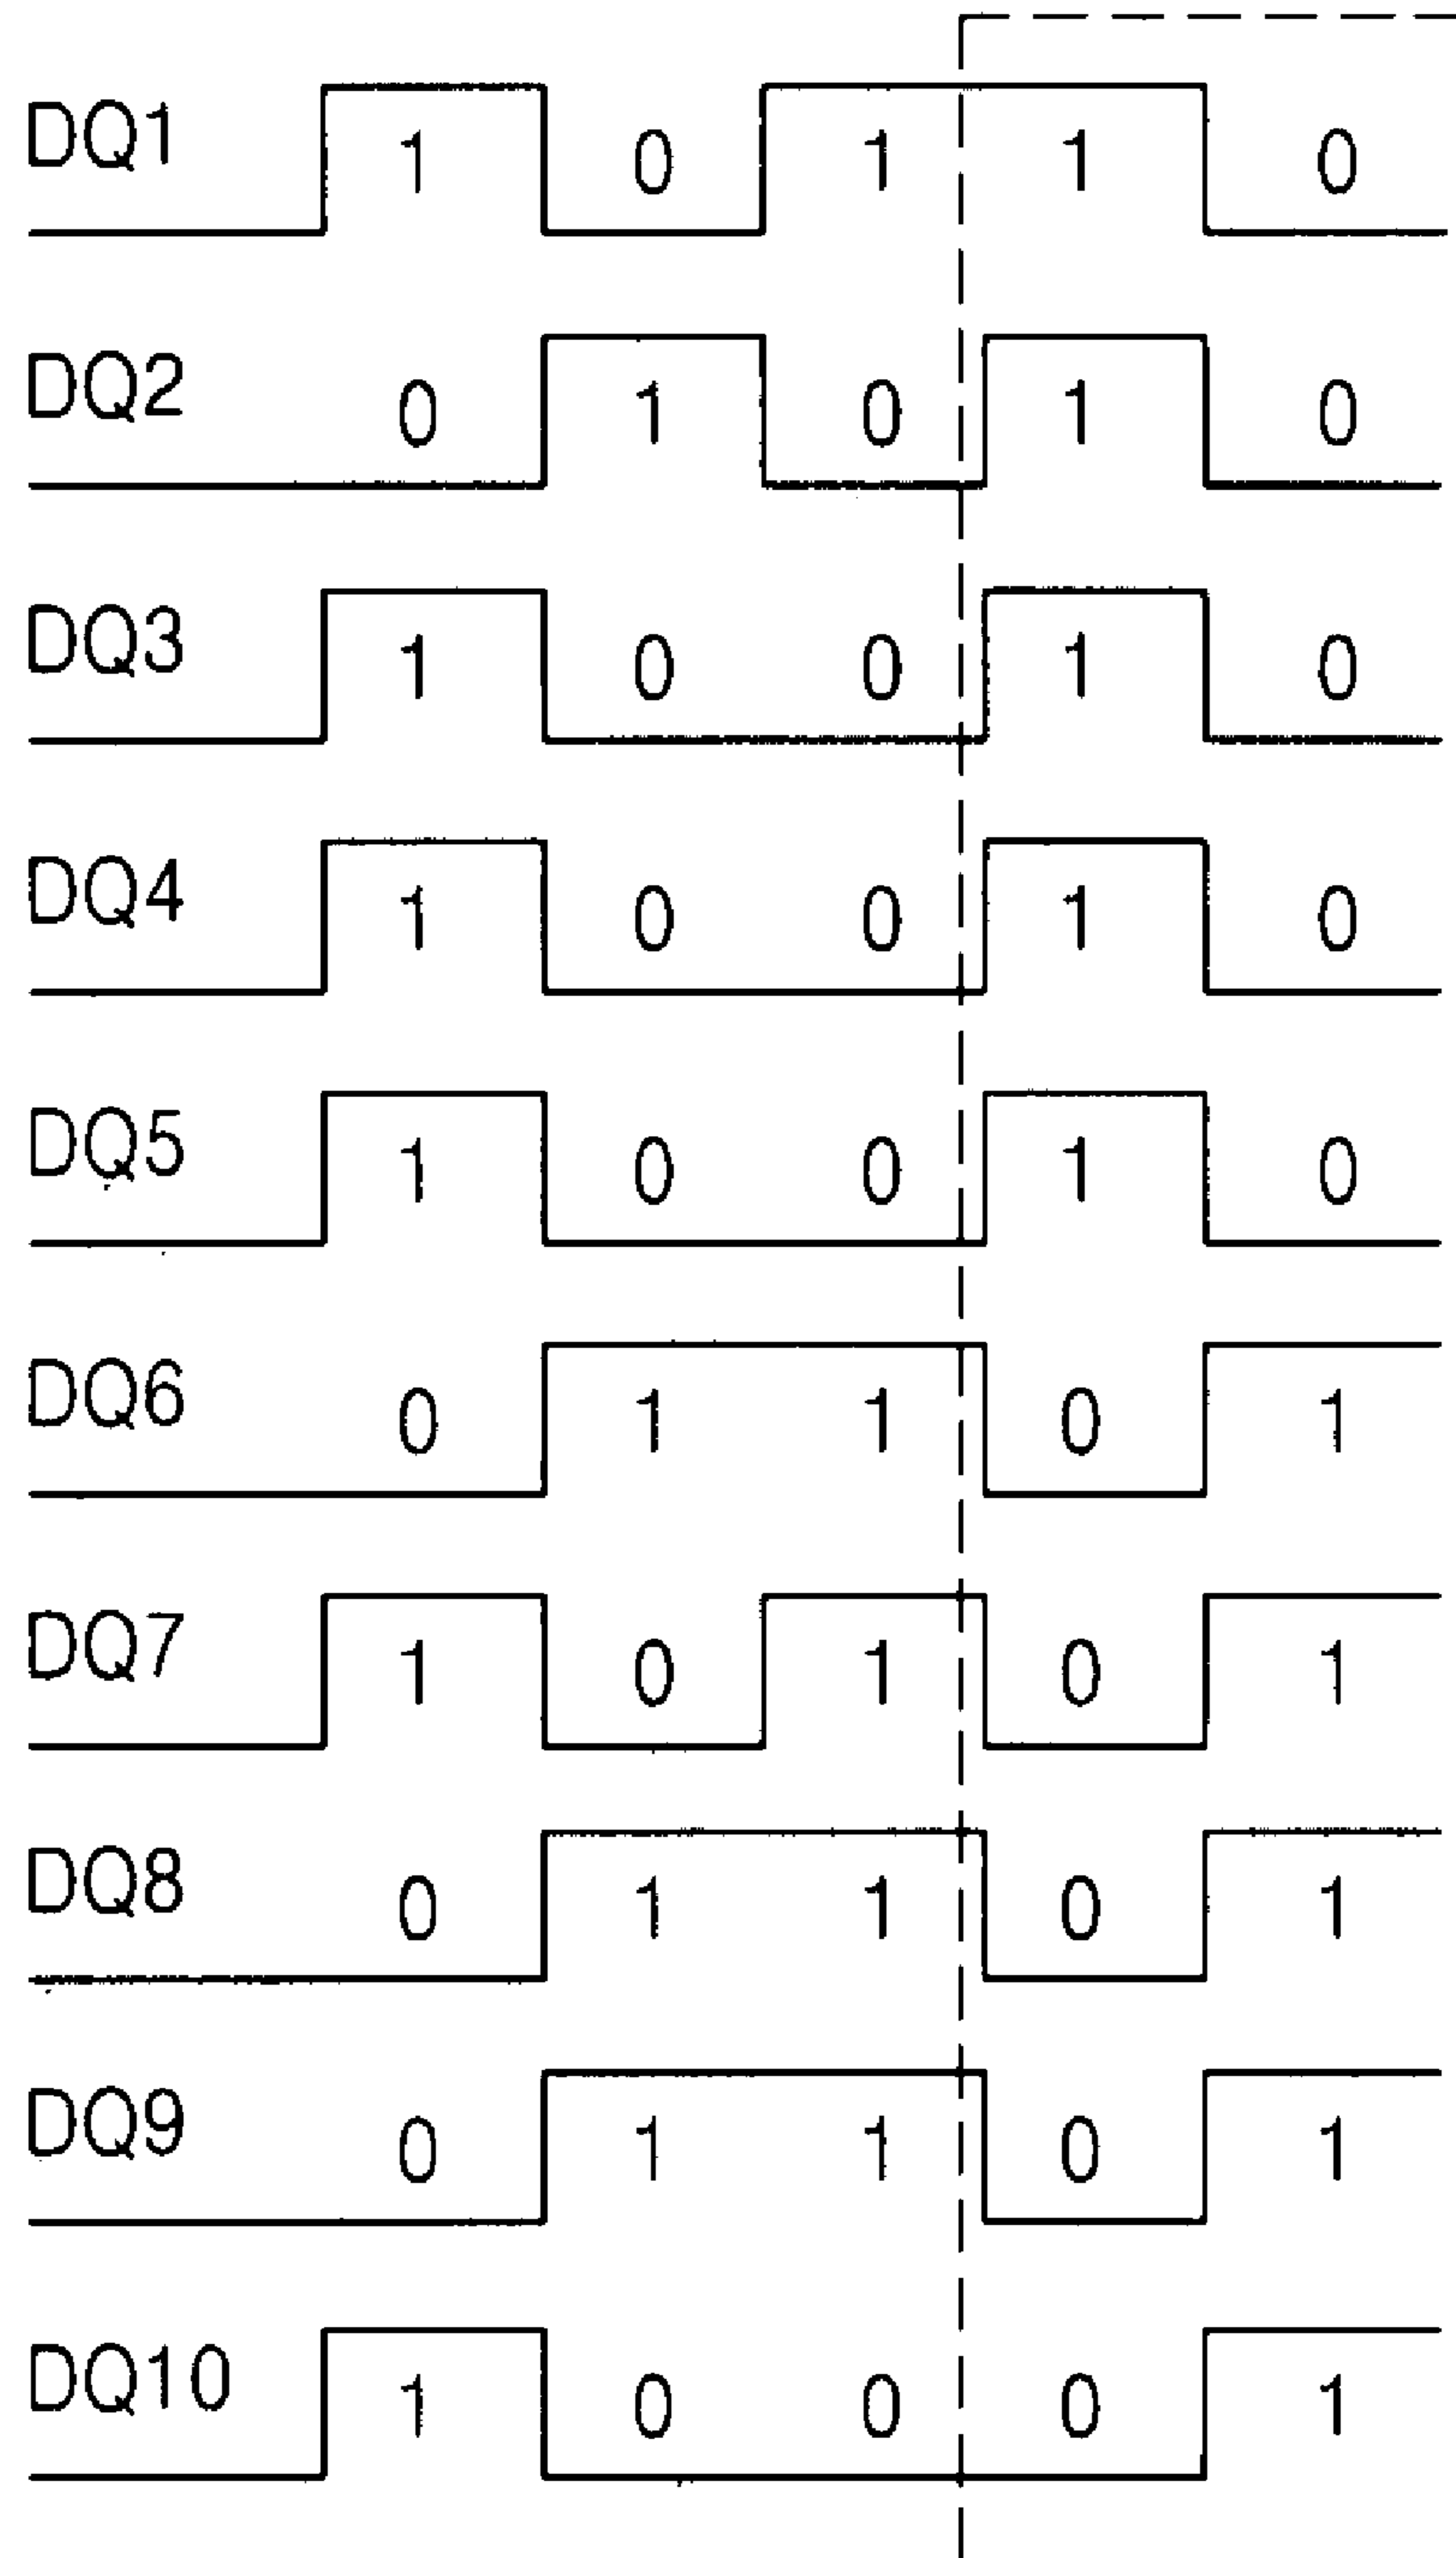 DQ1 1 0 1 1 0
DQ2 0 1 0 1 0
DQ3 1 0 0 1 0
DQ4 1 0 0 1 0
DQ5 1 0 0 1 0
DQ6 0 1 1 0 1
DQ7 1 0 1 0 1
DQ8 0 1 1 0 1
DQ9 0 1 1 0 1
DQ10 1 0 0 0 1